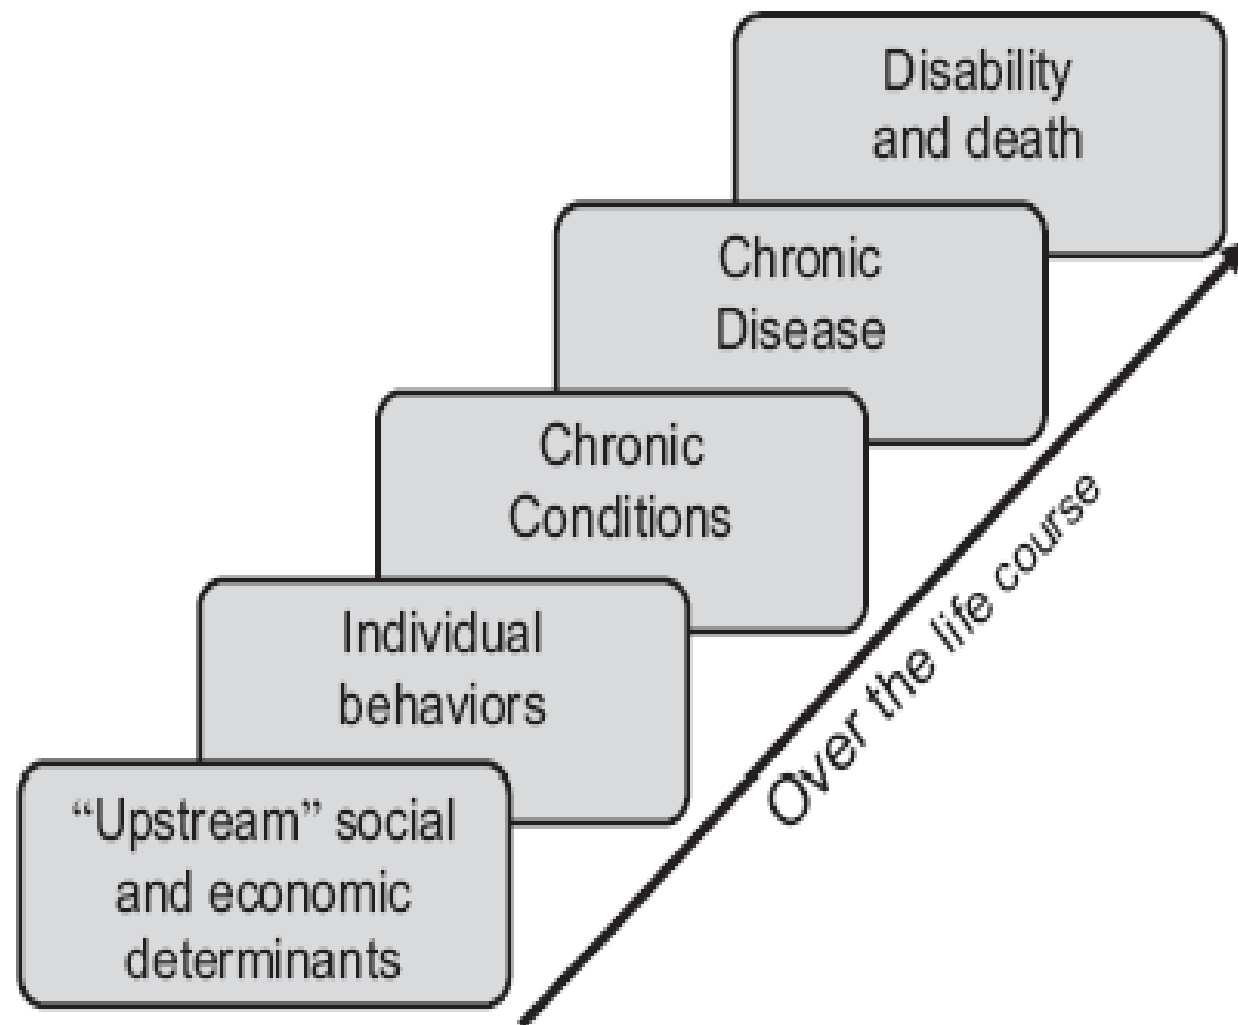 Disability
and death
Chronic
Disease
Chronic
Conditions
Individual
behaviors
“Upstream” social
and economic
determinants
Over the life course